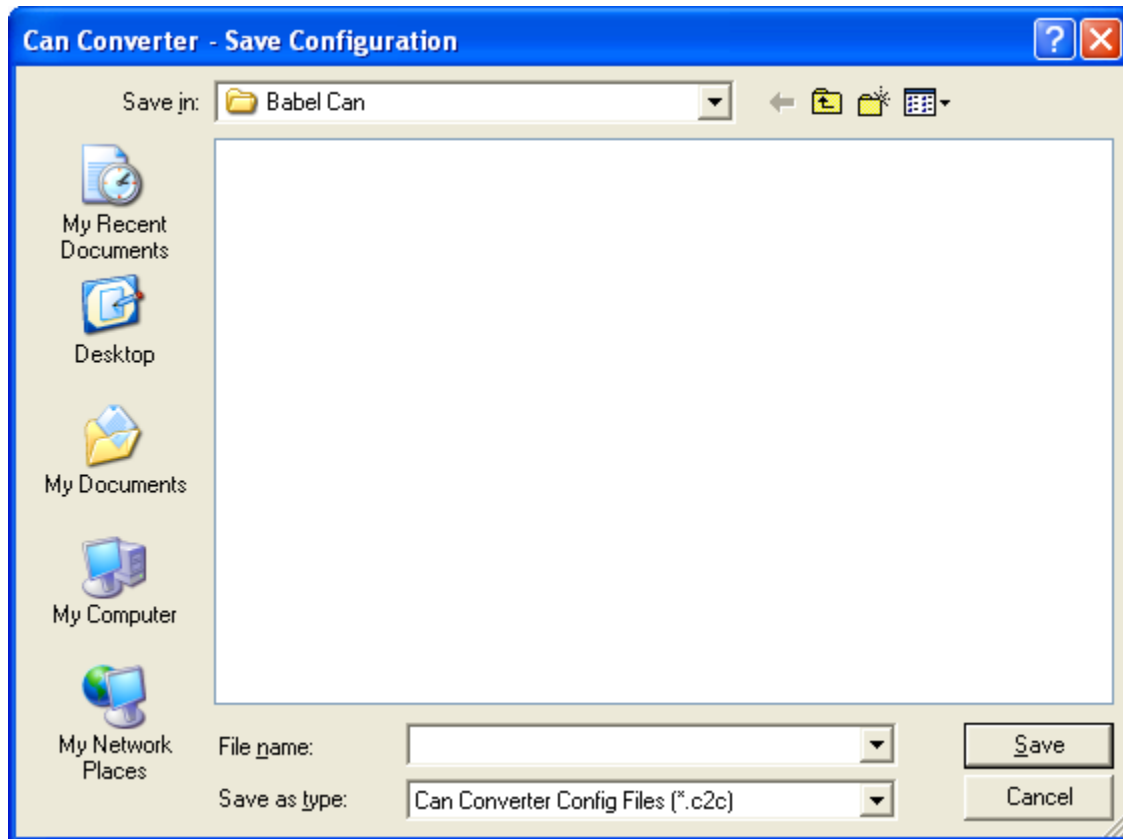 Can Converter - Save Configuration
Save in:
Babel Can
My Recent
Documents
Desktop
My Documents
My Computer
My Network
Places
File name:
Save
Save as type:
Can Converter Config Files (*.c2c)
Cancel